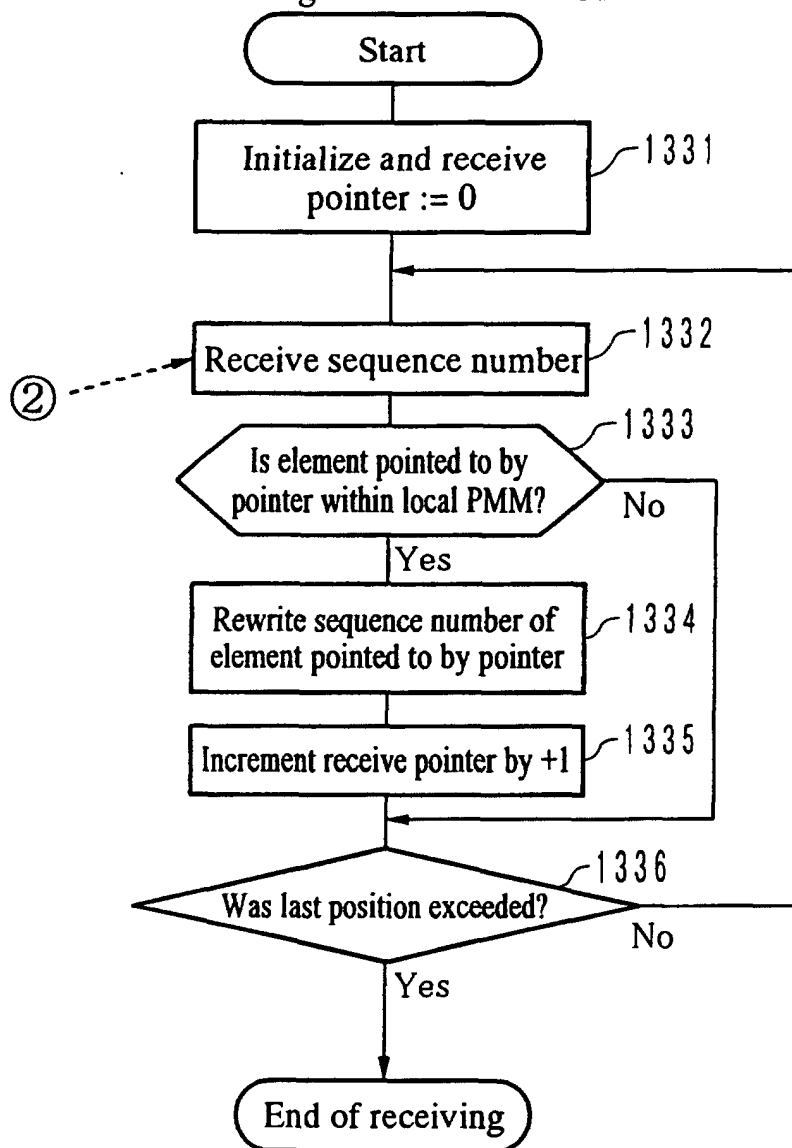 Start
Initialize and receive
pointer := 0
1331
Receive sequence number
1332
②
1333
Is element pointed to by
pointer within local PMM?
No
Yes
Rewrite sequence number of
element pointed to by pointer
1334
Increment receive pointer by +1
1335
1336
Was last position exceeded?
No
Yes
End of receiving